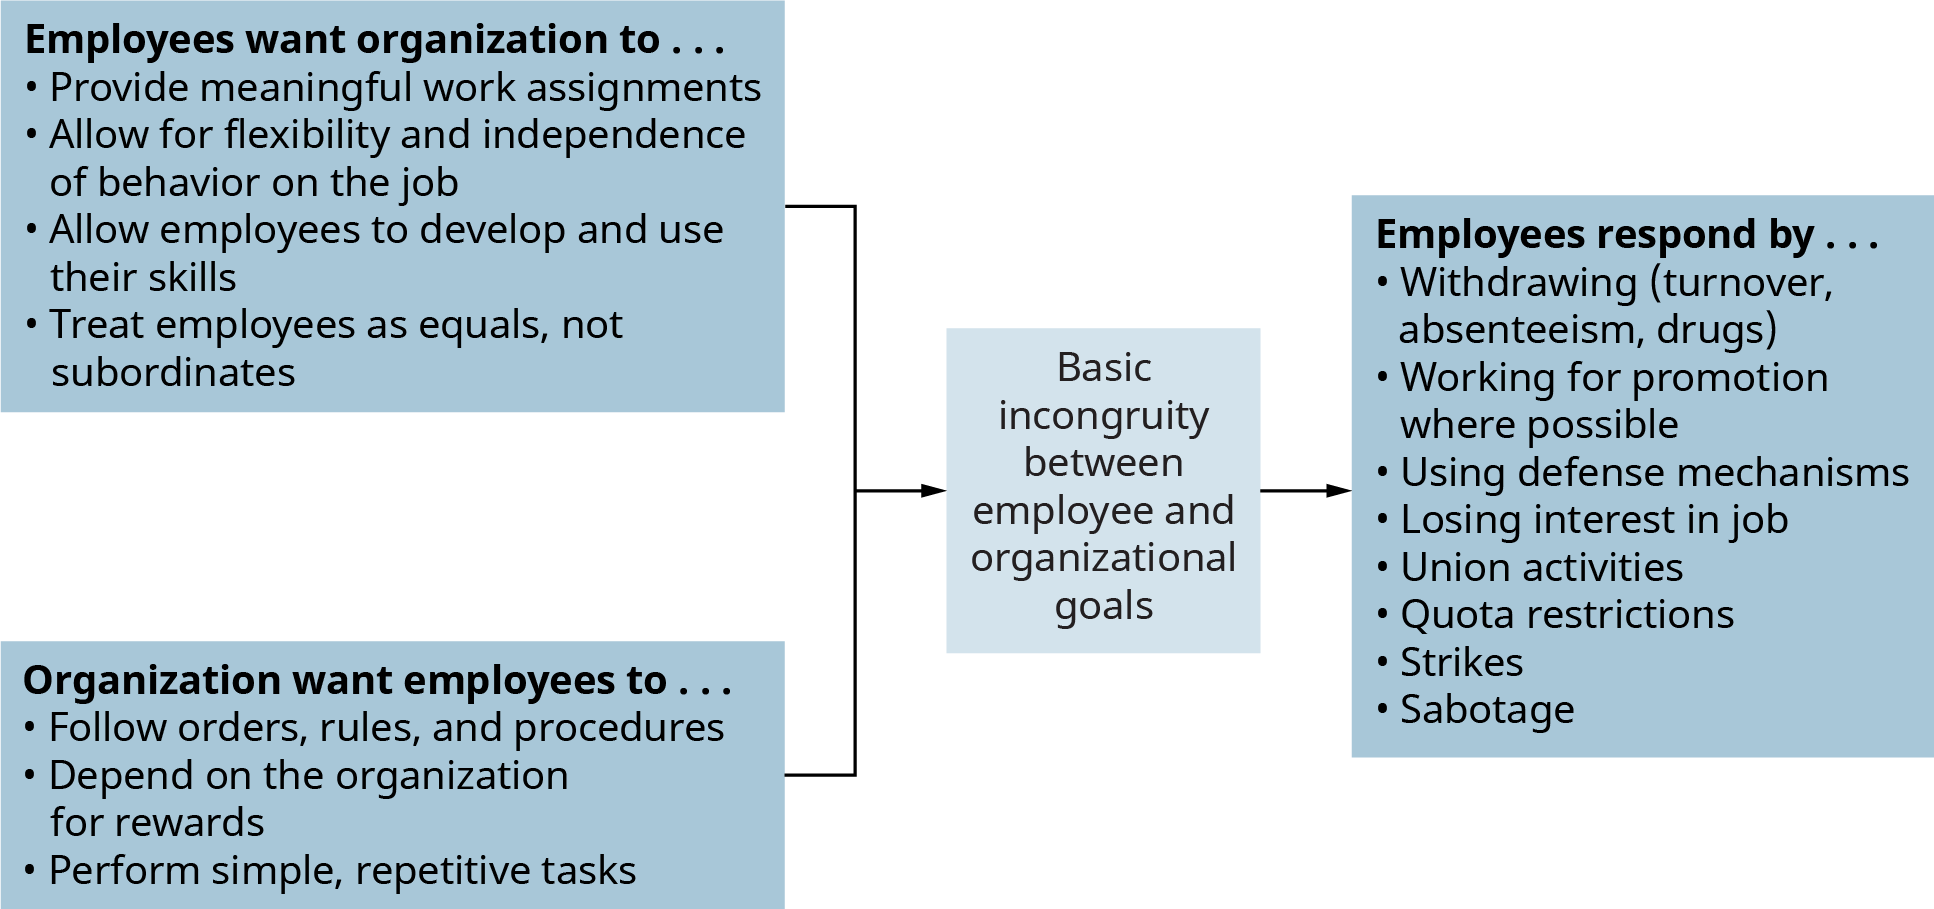 Employees want organization to . . .
• Provide meaningful work assignments
• Allow for flexibility and independence
of behavior on the job
• Allow employees to develop and use
their skills
• Treat employees as equals, not
subordinates
Organization want employees to . . .
• Follow orders, rules, and procedures
• Depend on the organization
for rewards
• Perform simple, repetitive tasks
Basic
incongruity
between
employee and
organizational
goals
Employees respond by . . .
• Withdrawing (turnover,
absenteeism, drugs)
• Working for promotion
where possible
• Using defense mechanisms
• Losing interest in job
• Union activities
• Quota restrictions
• Strikes
• Sabotage